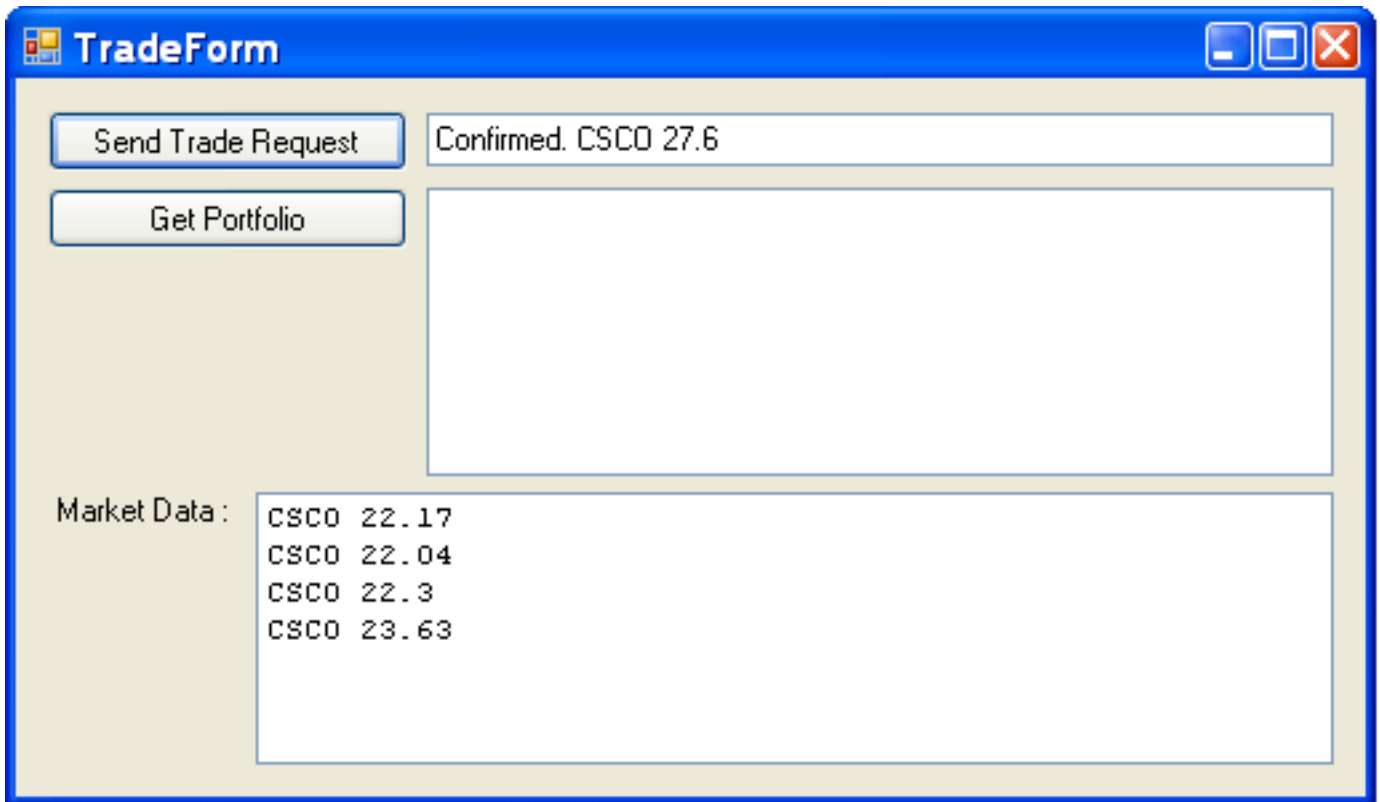 TradeForm
Send Trade Request
Confirmed. CSCO 27.6
Get Portfolio
Market Data :
CSCO 22.17
CSCO 22.04
CSCO 22.3
CSCO 23.63